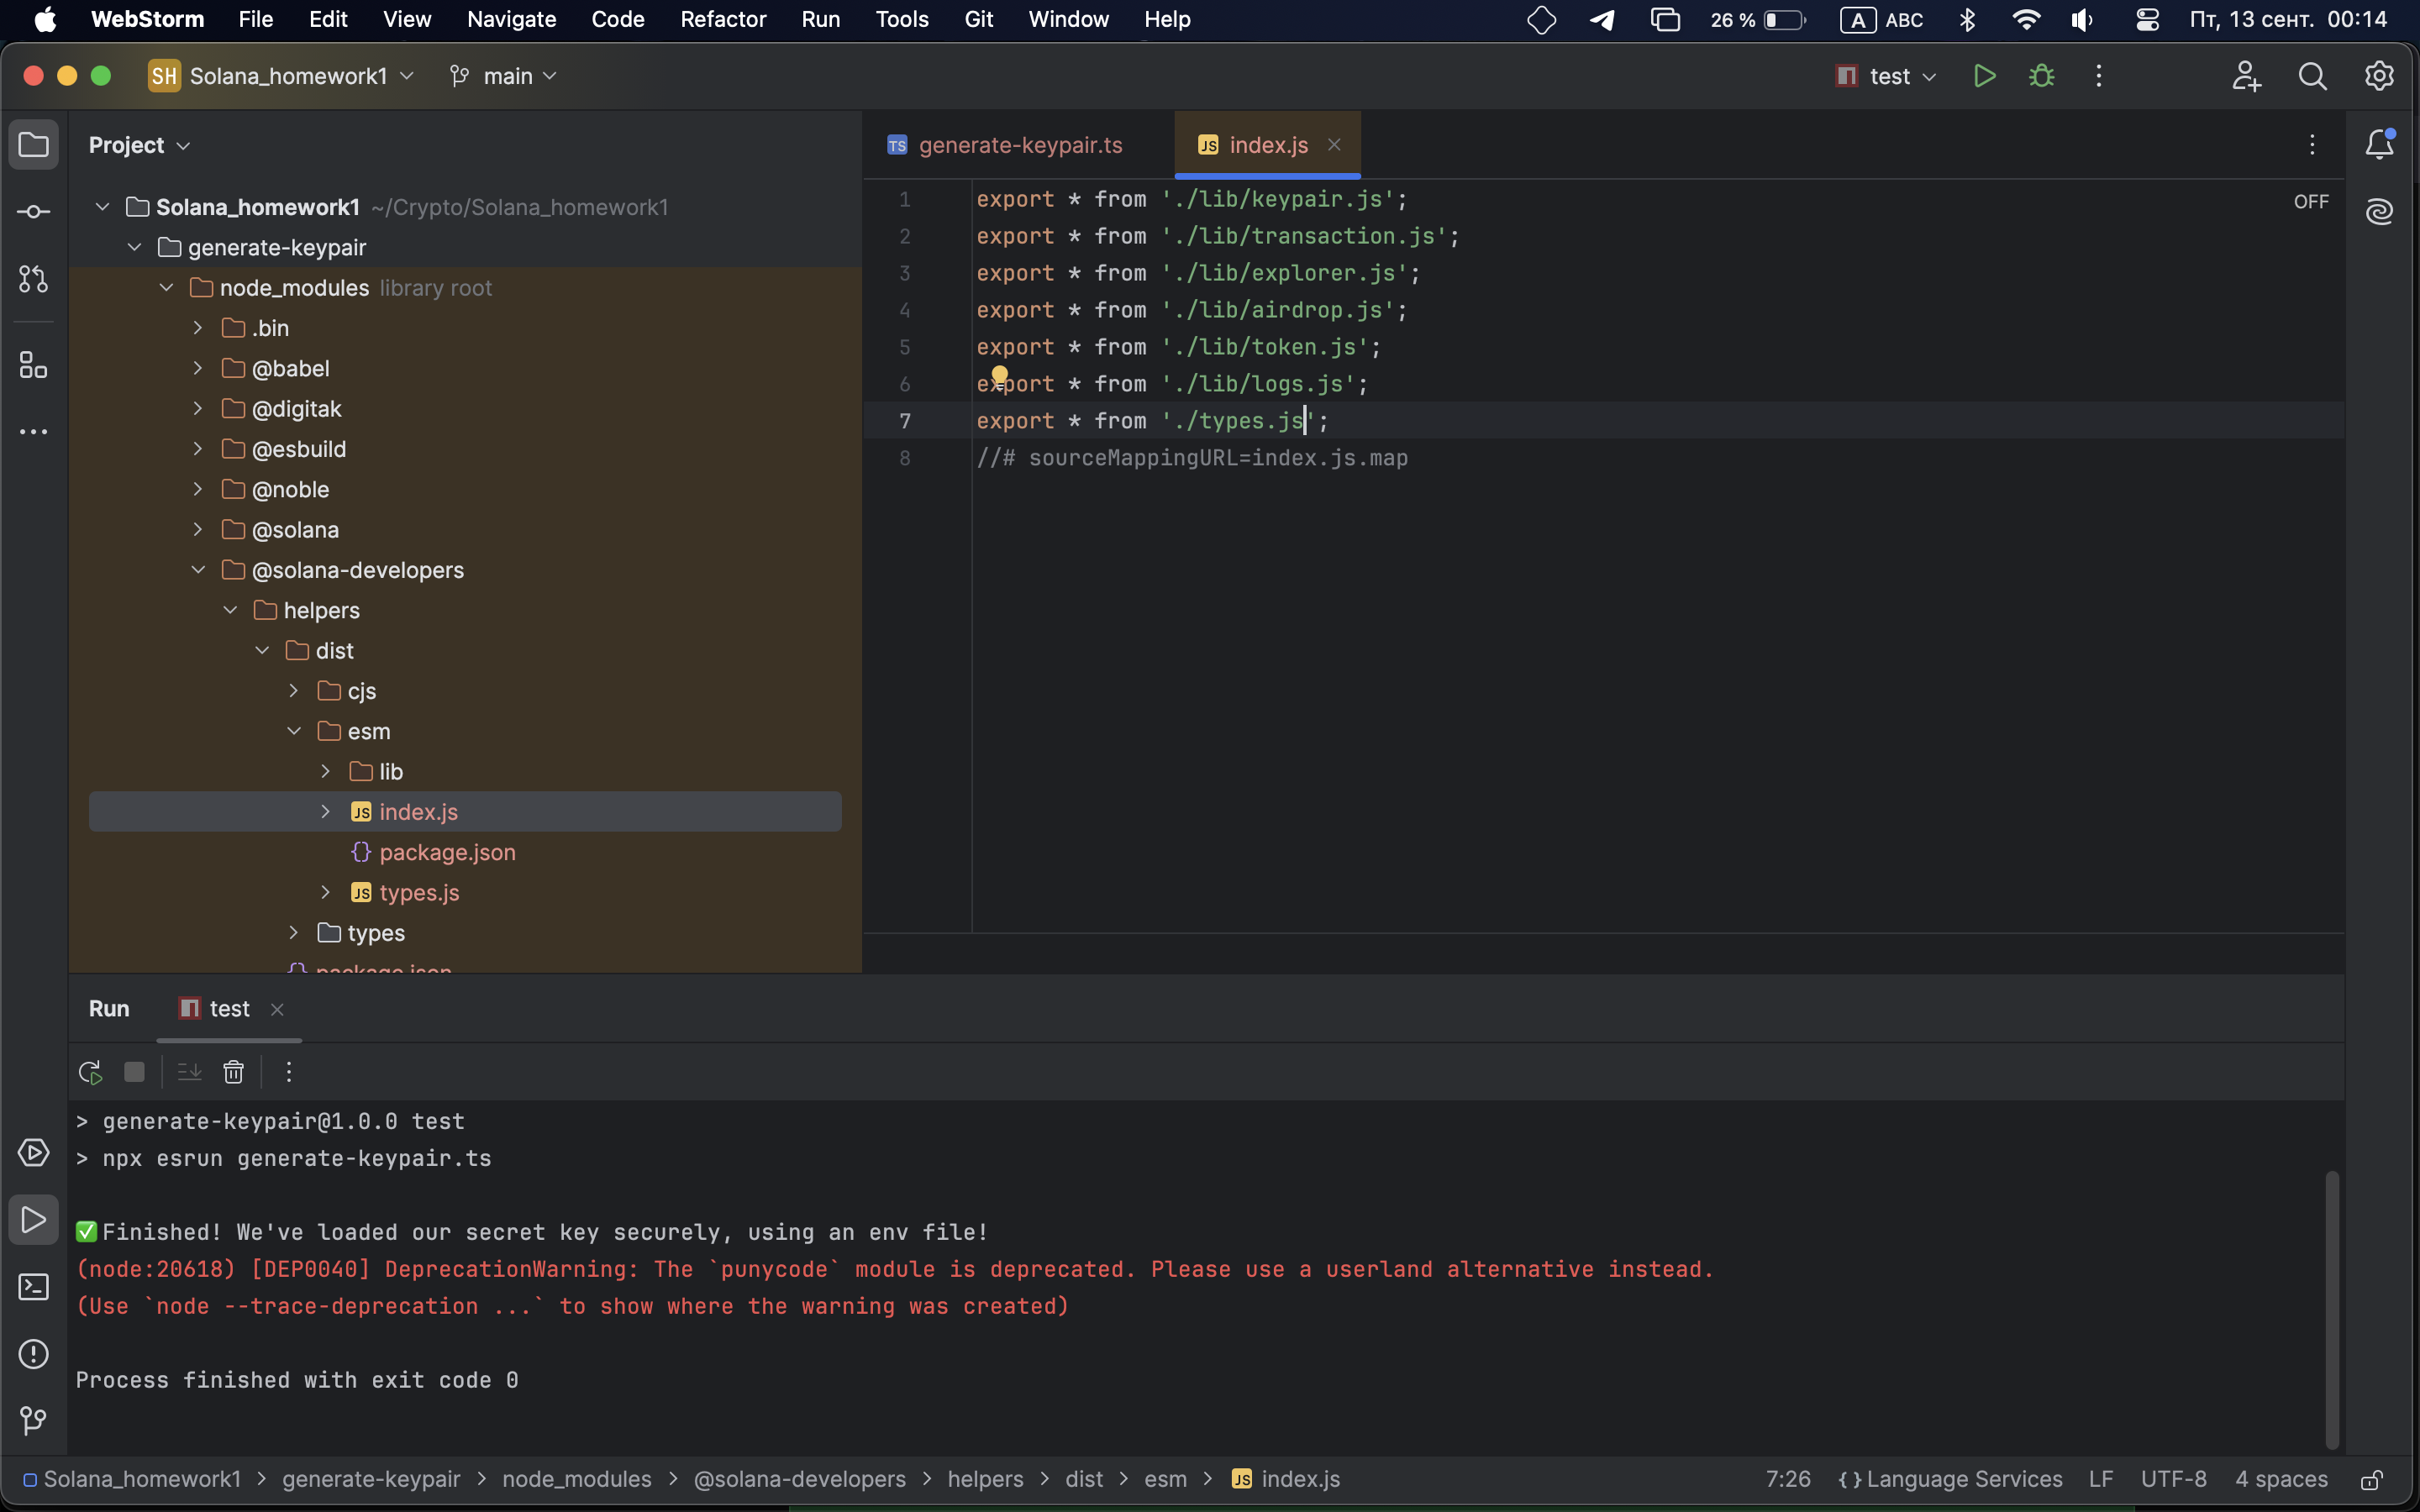 WebStorm File Edit View Navigate Code Refactor Run Tools Git Window Help 26 % A ABC Пт, 13 сент. 00:14
SH Solana_homework1 main test
Project
Solana_homework1 ~/Crypto/Solana_homework1
generate-keypair
node_modules library root
.bin
@babel
@digitak
@esbuild
@noble
@solana
@solana-developers
helpers
dist
cjs
esm
lib
JS index.js
{} package.json
JS types.js
types
{} package.json
TS generate-keypair.ts JS index.js
OFF
1 export * from './lib/keypair.js';
2 export * from './lib/transaction.js';
3 export * from './lib/explorer.js';
4 export * from './lib/airdrop.js';
5 export * from './lib/token.js';
6 export * from './lib/logs.js';
7 export * from './types.js';
8 //# sourceMappingURL=index.js.map
Run test
> generate-keypair@1.0.0 test
> npx esrun generate-keypair.ts
✅Finished! We've loaded our secret key securely, using an env file!
(node:20618) [DEP0040] DeprecationWarning: The `punycode` module is deprecated. Please use a userland alternative instead.
(Use `node --trace-deprecation ...` to show where the warning was created)
Process finished with exit code 0
Solana_homework1 > generate-keypair > node_modules > @solana-developers > helpers > dist > esm > JS index.js 7:26 {} Language Services LF UTF-8 4 spaces